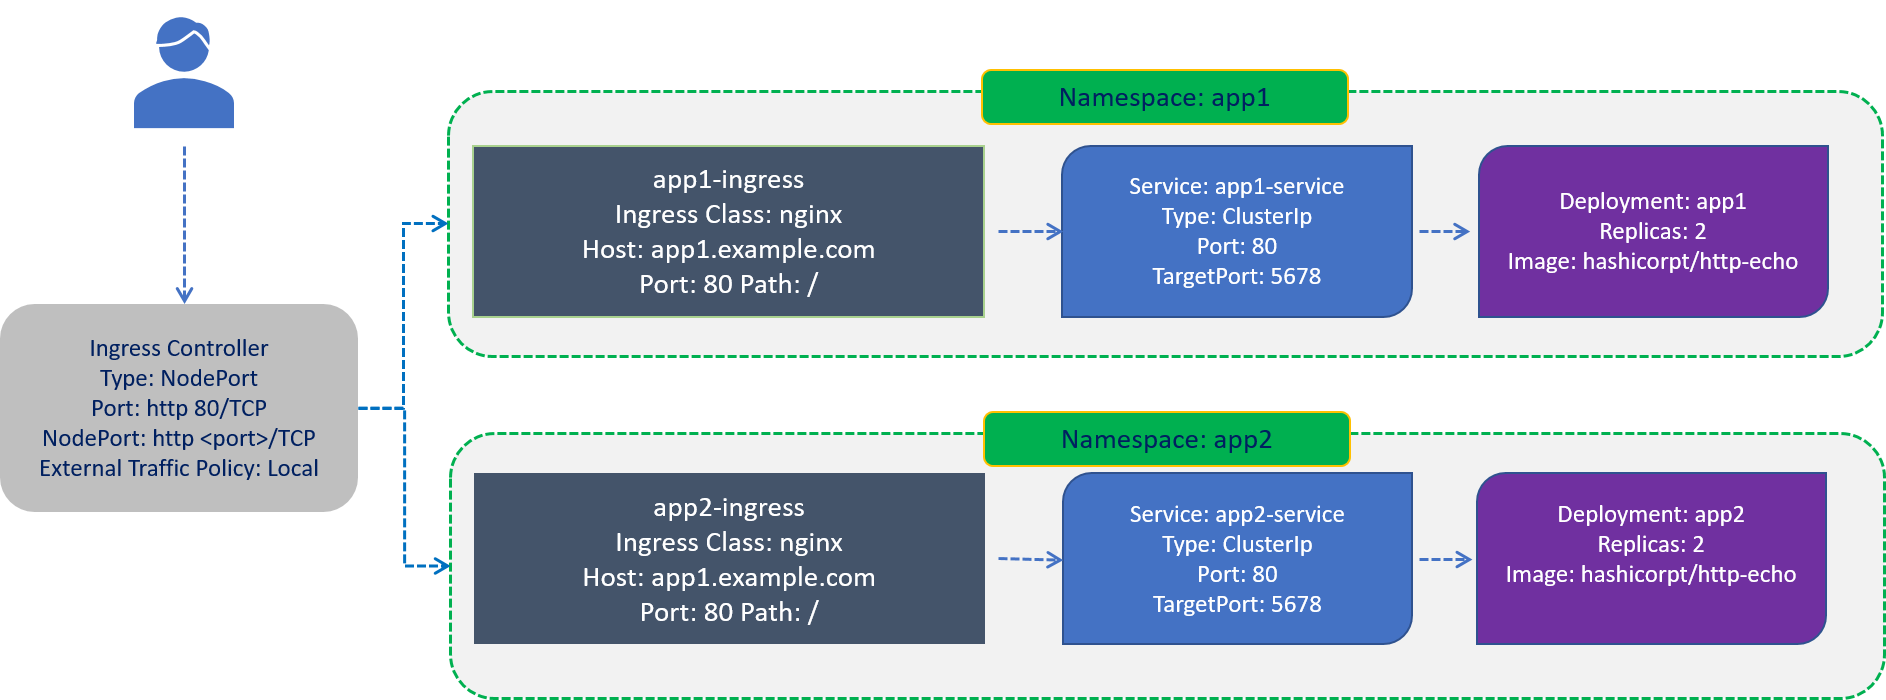 Namespace: app1
app1-ingress
Ingress Class: nginx
Host: app1.example.com
Port: 80 Path: /
Service: app1-service
Type: ClusterIp
Port: 80
TargetPort: 5678
Deployment: app1
Replicas: 2
Image: hashicorpt/http-echo
Ingress Controller
Type: NodePort
Port: http 80/TCP
NodePort: http <port>/TCP
External Traffic Policy: Local
Namespace: app2
app2-ingress
Ingress Class: nginx
Host: app1.example.com
Port: 80 Path: /
Service: app2-service
Type: ClusterIp
Port: 80
TargetPort: 5678
Deployment: app2
Replicas: 2
Image: hashicorpt/http-echo